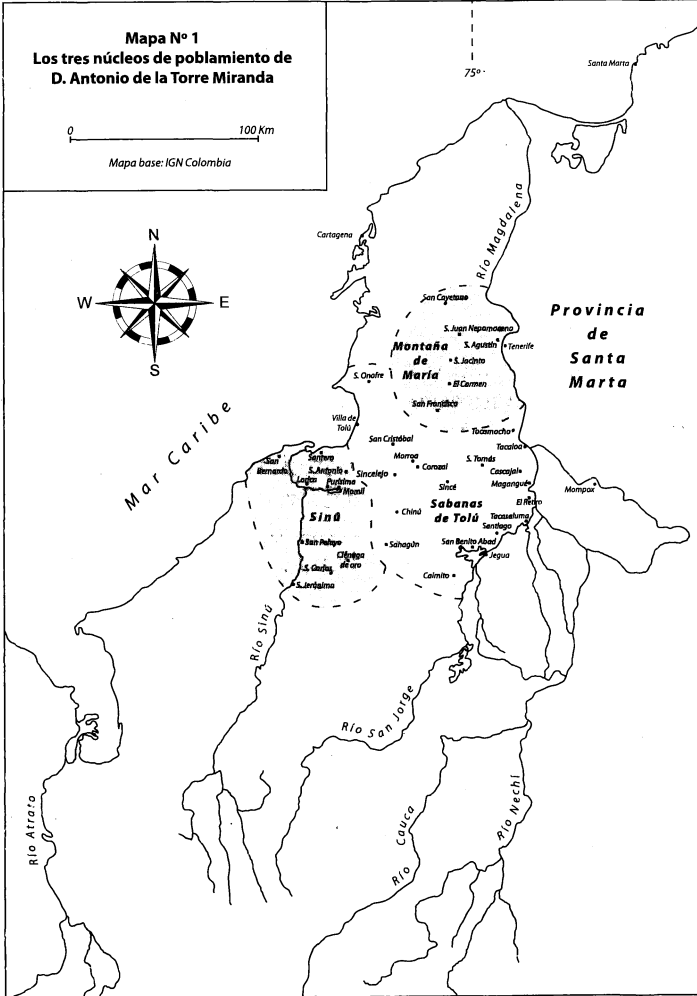 Mapa Nº 1
Los tres núcleos de poblamiento de
D. Antonio de la Torre Miranda
0 100 Km
Mapa base: IGN Colombia
75º
Santa Marta
N
W E
S
Cartagena
Río Magdalena
San Cayetano
Provincia
de
Santa
Marta
S. Juan Nepomuceno
S. Agustín
Tenerife
Montaña
de
María
S. Jacinto
S. Onofre
El Carmen
San Francisco
Villa de
Tolú
Tacamocho
Mar Caribe
San Cristóbal
Tacaloa
San
Bernardo
Santero
Morroa
Corozal
S. Tomás
S. Antonio
Sincelejo
Cascajal
Lorica
Purísima
Momil
Sincé
Magangué
Mompox
El Retiro
Sinú
Chinú
Sabanas
de Tolú
Tacasaluma
Santiago
San Pelayo
Sahagún
San Benito Abad
Jegua
Ciénaga
de oro
S. Carlos
Caimito
S. Jerónimo
Río Sinú
Río San Jorge
Río Atrato
Río Cauca
Río Nechí